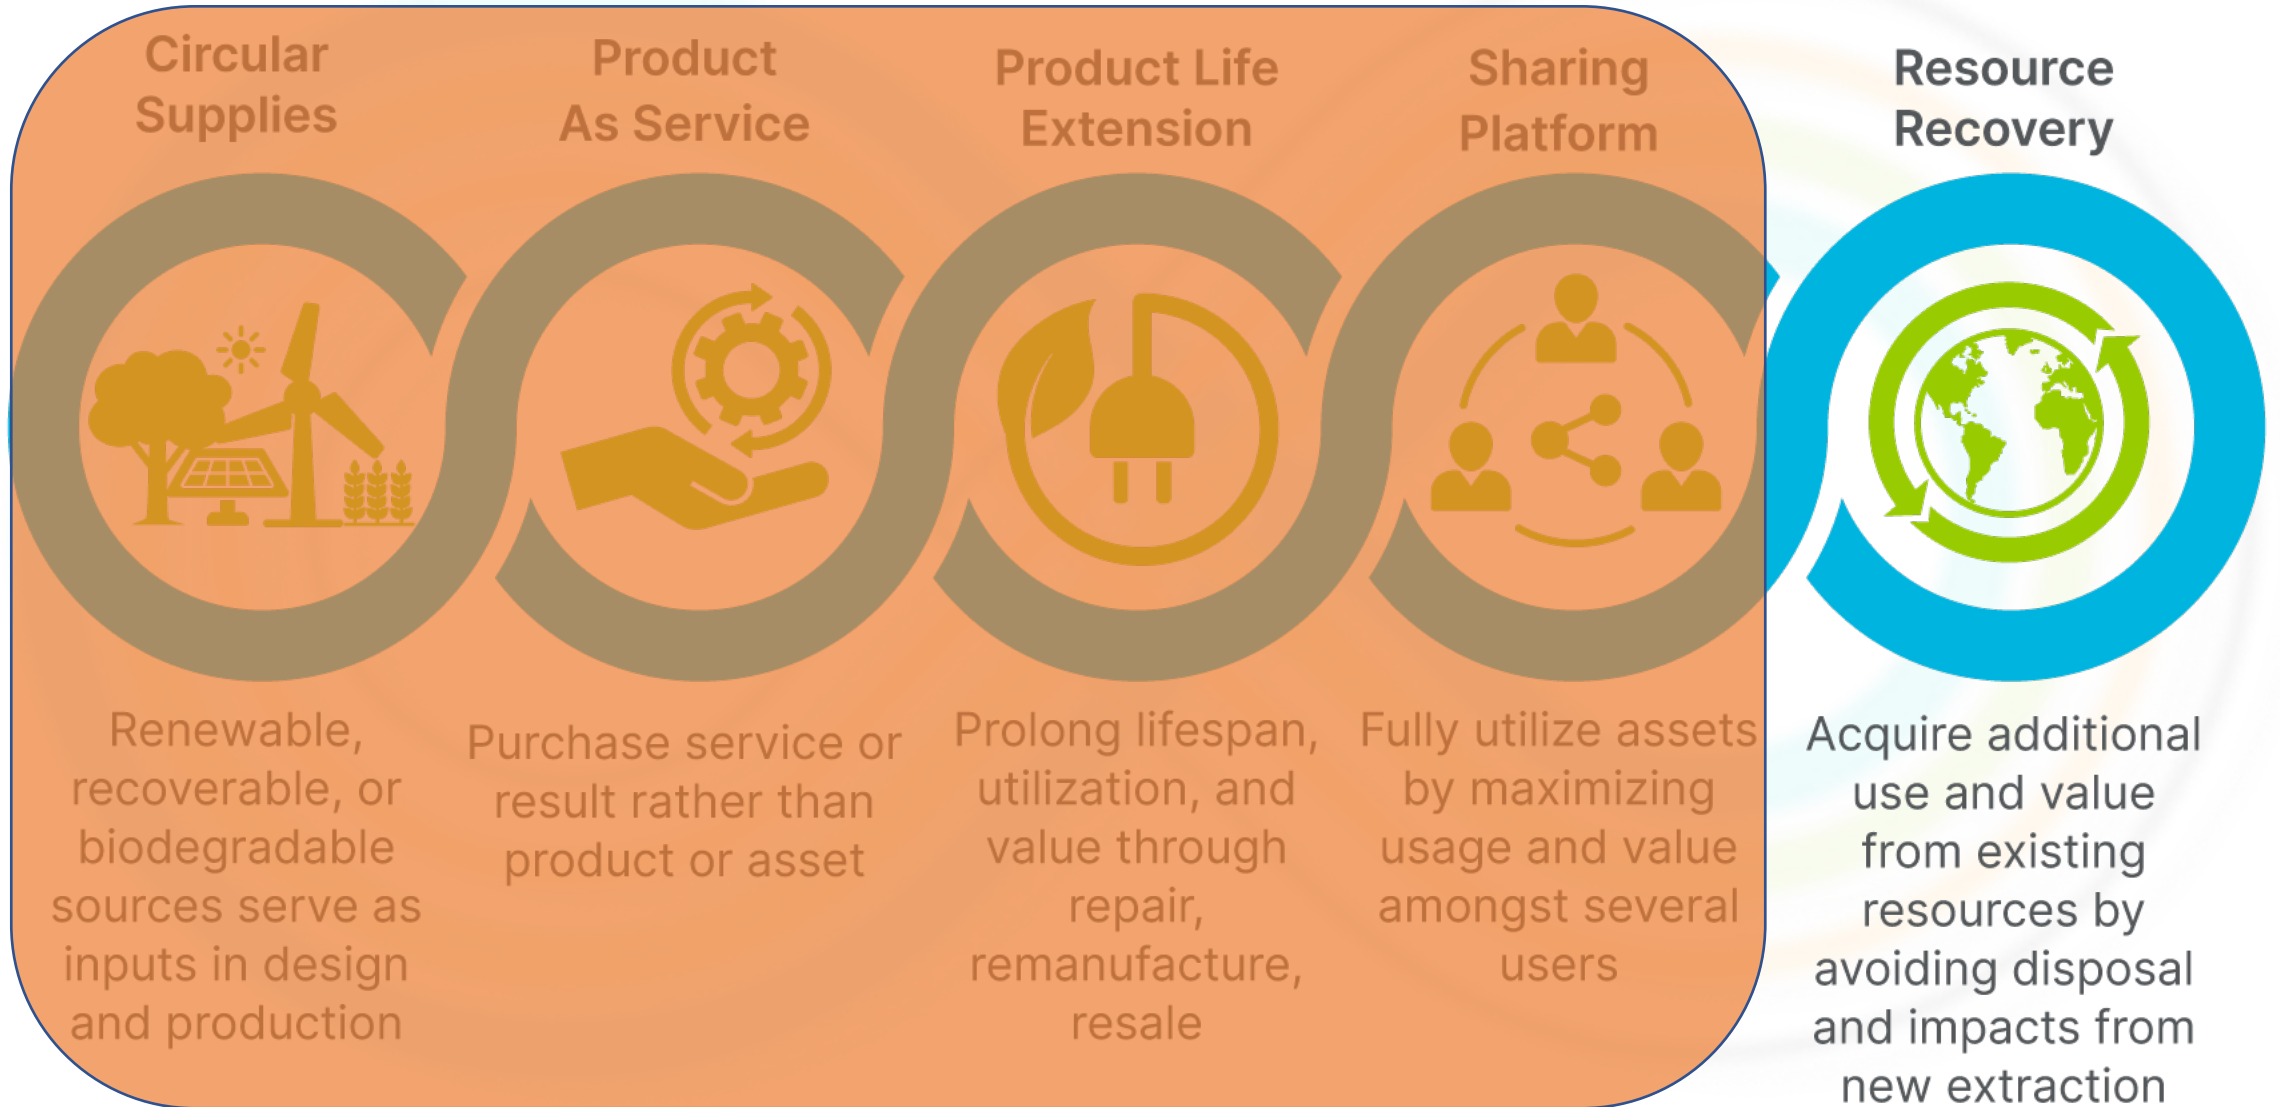 Circular
Supplies
Renewable,
recoverable, or
biodegradable
sources serve as
inputs in design
and production
Product
As Service
Purchase service or
result rather than
product or asset
Product Life
Extension
Prolong lifespan,
utilization, and
value through
repair,
remanufacture,
resale
Sharing
Platform
Fully utilize assets
by maximizing
usage and value
amongst several
users
Resource
Recovery
Acquire additional
use and value
from existing
resources by
avoiding disposal
and impacts from
new extraction